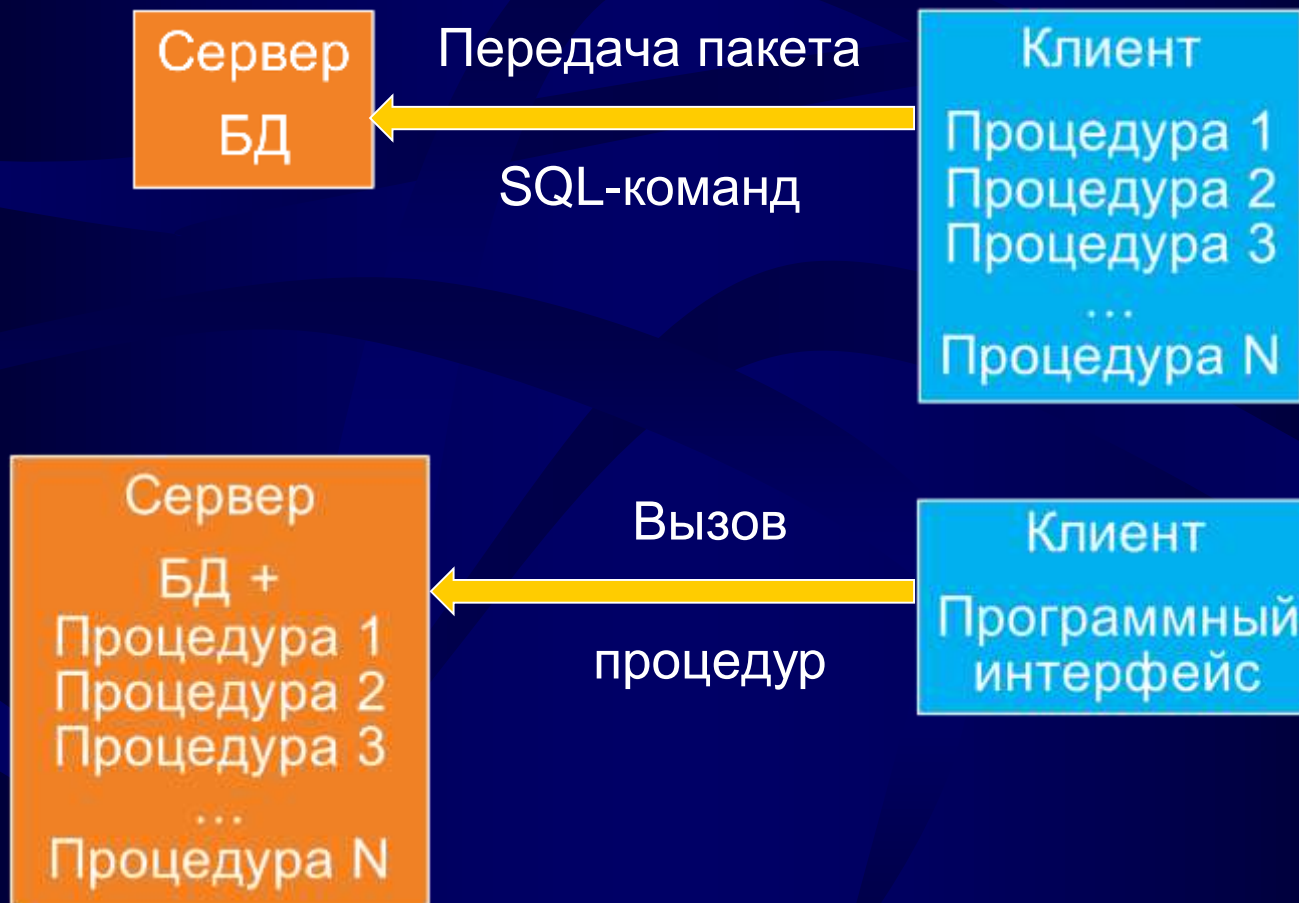 Сервер
БД
Передача пакета
SQL-команд
Клиент
Процедура 1
Процедура 2
Процедура 3
...
Процедура N
Сервер
БД +
Процедура 1
Процедура 2
Процедура 3
...
Процедура N
Вызов
процедур
Клиент
Программный
интерфейс